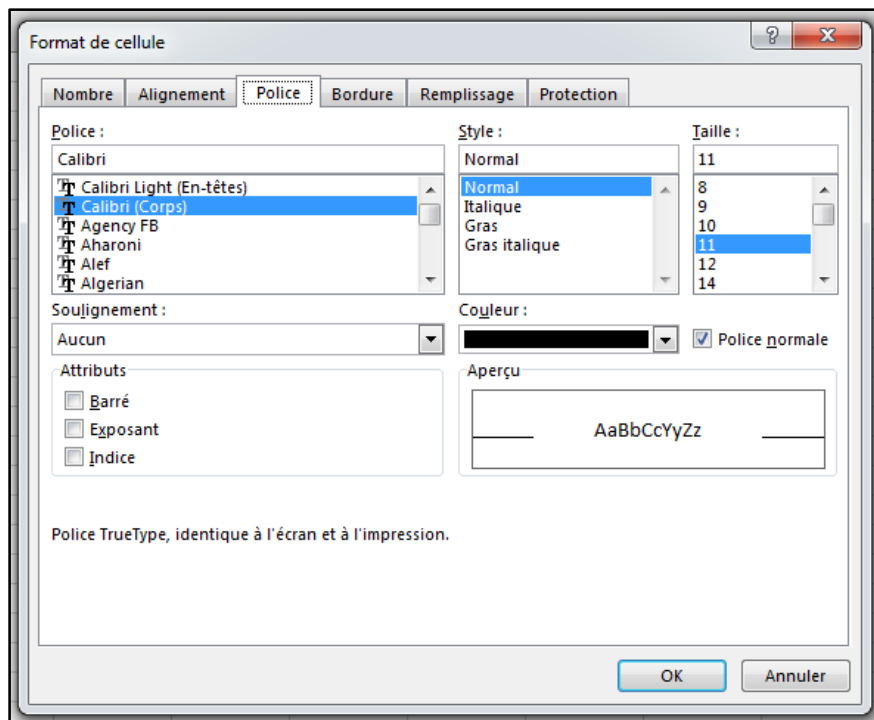 Format de cellule
Nombre Alignement Police Bordure Remplissage Protection
Police : Style : Taille :
Calibri Normal 11
Calibri Light (En-têtes) Normal 8
Calibri (Corps) Italique 9
Agency FB Gras 10
Aharoni Gras italique 11
Alef 12
Algerian 14
Soulignement : Couleur :
Aucun Police normale
Attributs Aperçu
Barré
Exposant AaBbCcYyZz
Indice
Police TrueType, identique à l'écran et à l'impression.
OK Annuler